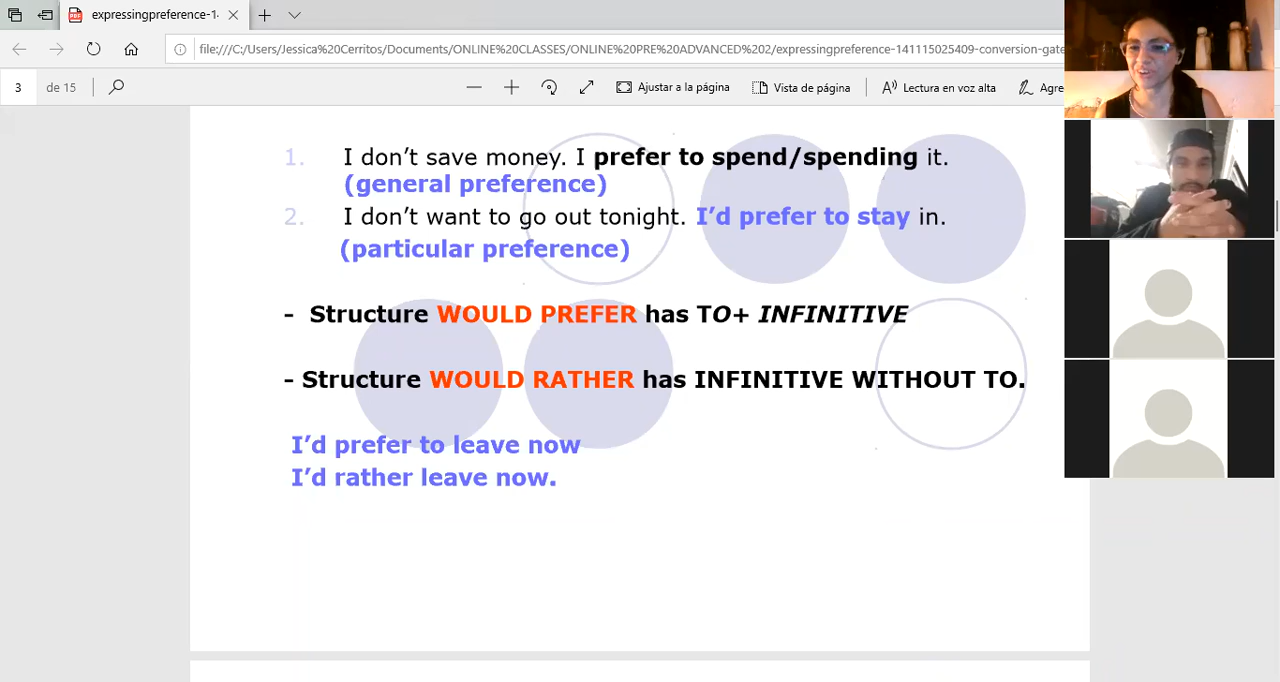 expressingpreference-14
file:///C:/Users/Jessica%20Cerritos/Documents/ONLINE%20CLASSES/ONLINE%20PRE%20ADVANCED%202/expressingpreference-141115025409-conversion-gate
3 de 15
Ajustar a la página
Vista de página
Lectura en voz alta
Agre
1. I don’t save money. I prefer to spend/spending it.
(general preference)
2. I don’t want to go out tonight. I’d prefer to stay in.
(particular preference)
- Structure WOULD PREFER has TO+ INFINITIVE
- Structure WOULD RATHER has INFINITIVE WITHOUT TO.
I’d prefer to leave now
I’d rather leave now.